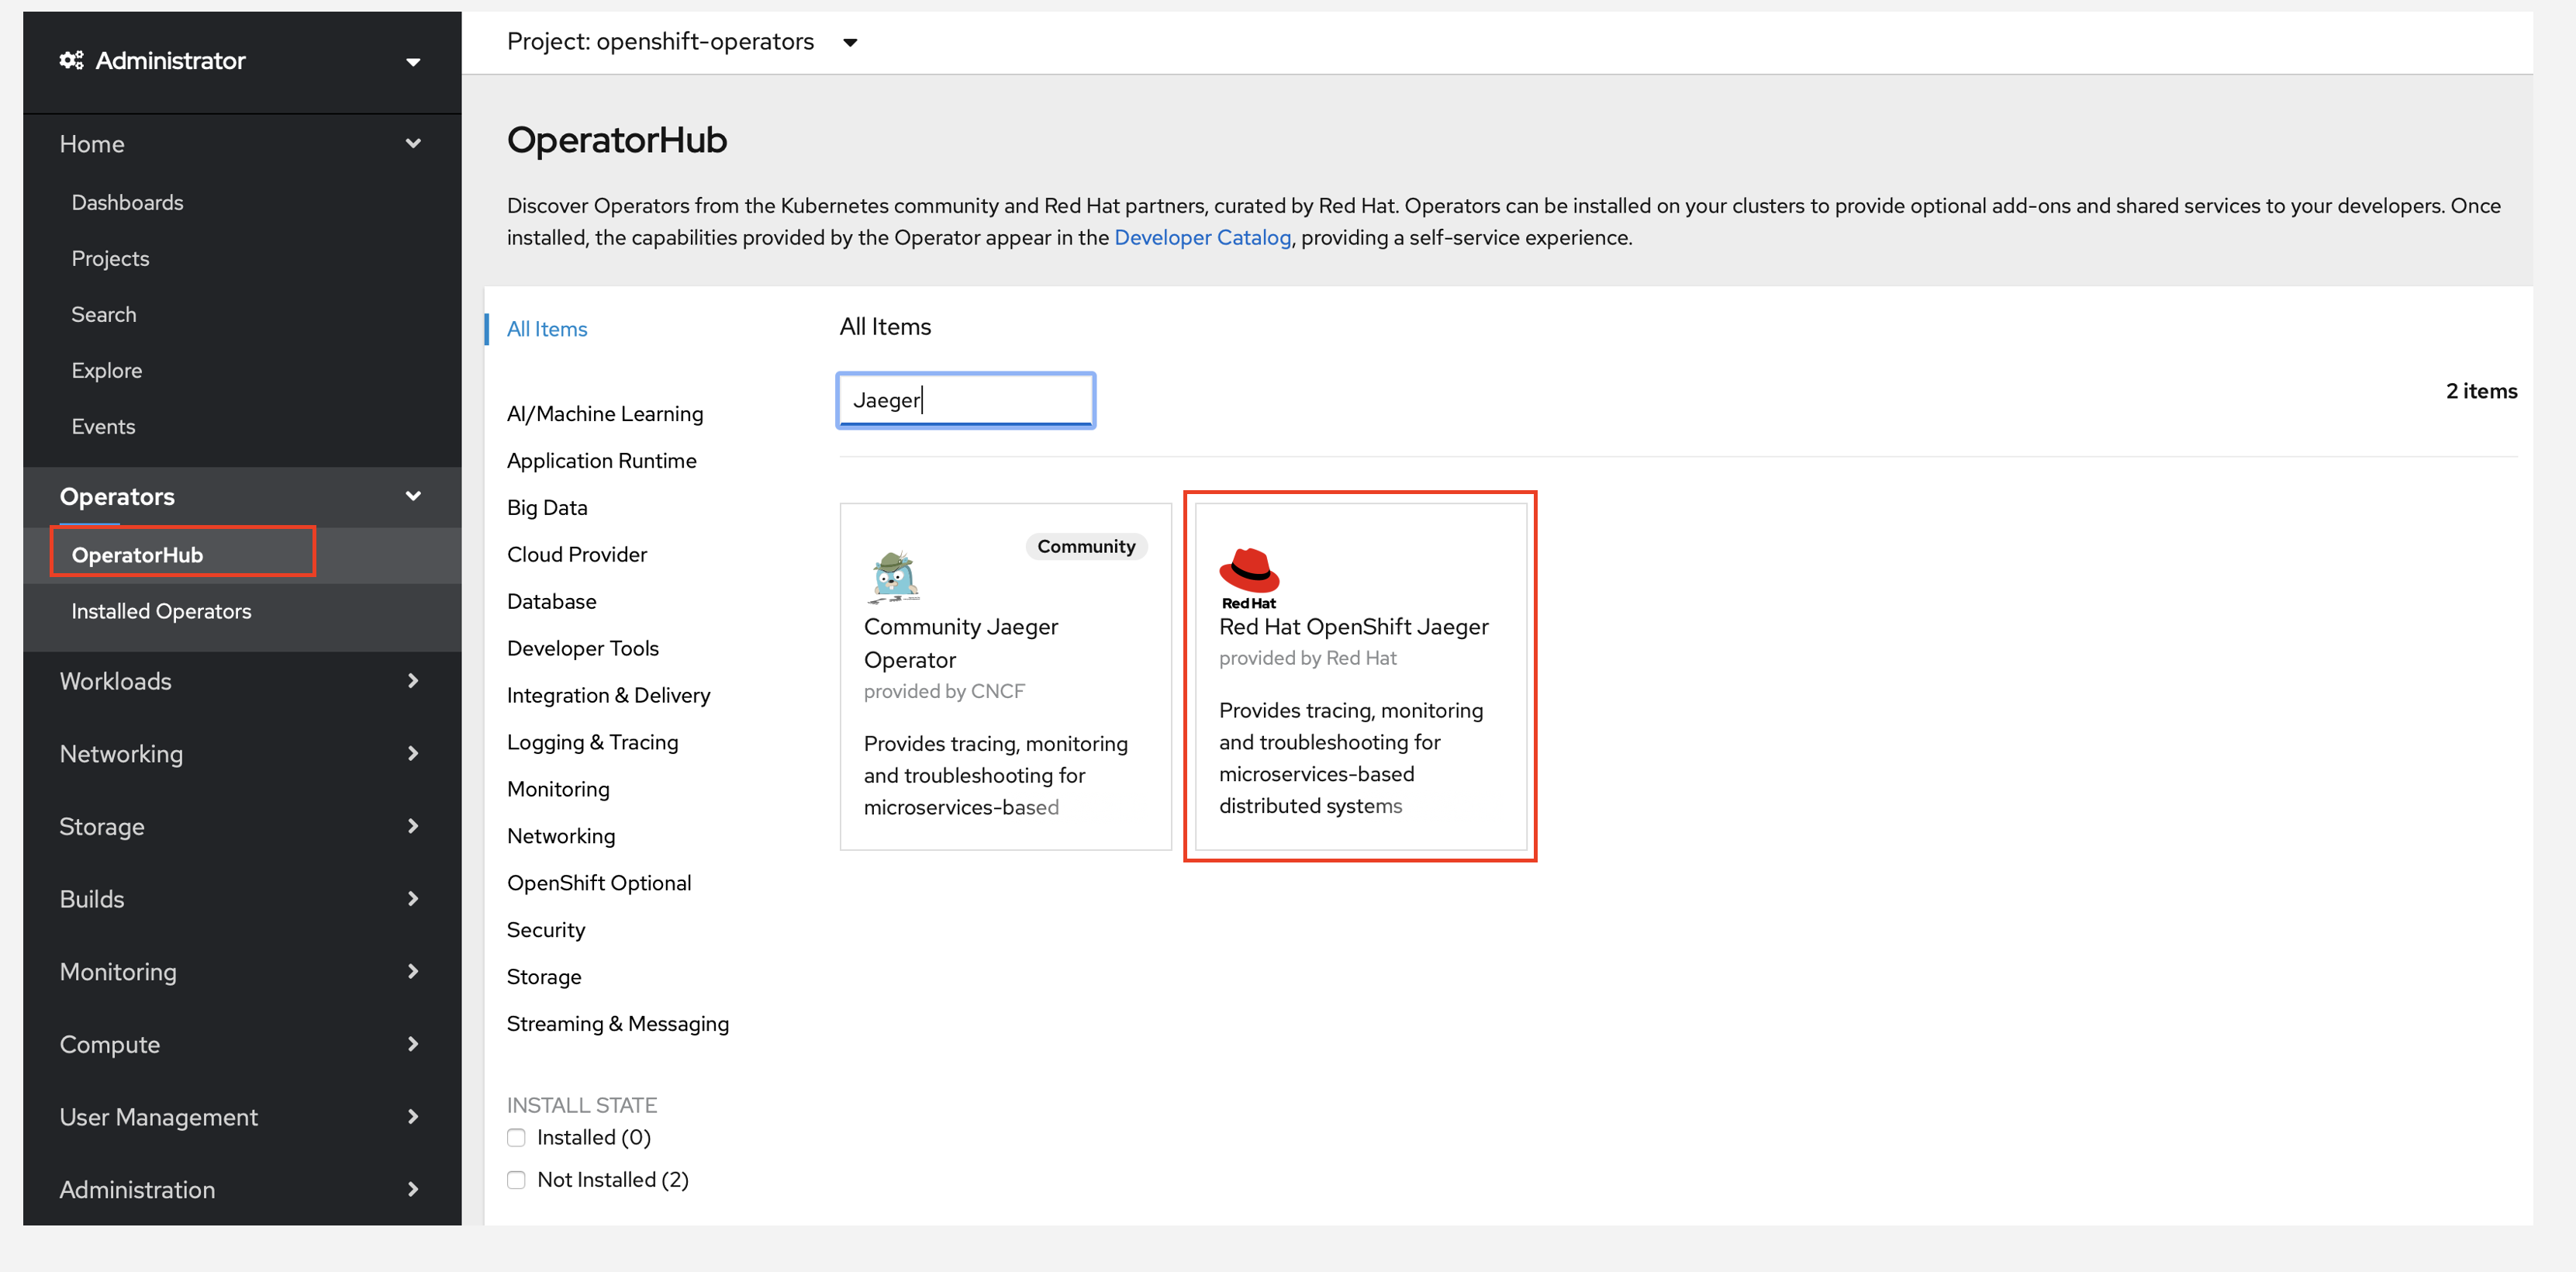 Administrator
Project: openshift-operators
Home
Dashboards
Projects
Search
Explore
Events
Operators
OperatorHub
Installed Operators
Workloads
Networking
Storage
Builds
Monitoring
Compute
User Management
Administration
OperatorHub
Discover Operators from the Kubernetes community and Red Hat partners, curated by Red Hat. Operators can be installed on your clusters to provide optional add-ons and shared services to your developers. Once
installed, the capabilities provided by the Operator appear in the Developer Catalog, providing a self-service experience.
All Items
AI/Machine Learning
Application Runtime
Big Data
Cloud Provider
Database
Developer Tools
Integration & Delivery
Logging & Tracing
Monitoring
Networking
OpenShift Optional
Security
Storage
Streaming & Messaging
INSTALL STATE
Installed (0)
Not Installed (2)
All Items
Jaeger
2 items
Community
Community Jaeger
Operator
provided by CNCF
Provides tracing, monitoring
and troubleshooting for
microservices-based
Red Hat
Red Hat OpenShift Jaeger
provided by Red Hat
Provides tracing, monitoring
and troubleshooting for
microservices-based
distributed systems